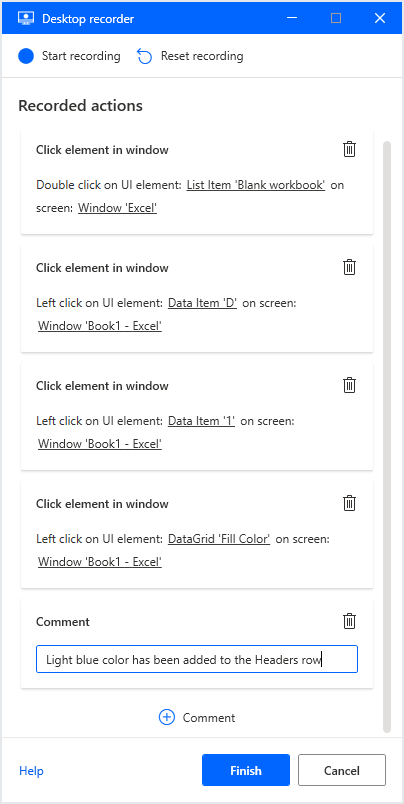 Desktop recorder
Start recording Reset recording
Recorded actions
Click element in window
Double click on UI element: List Item 'Blank workbook' on
screen: Window 'Excel'
Click element in window
Left click on UI element: Data Item 'D' on screen:
Window 'Book1 - Excel'
Click element in window
Left click on UI element: Data Item '1' on screen:
Window 'Book1 - Excel'
Click element in window
Left click on UI element: DataGrid 'Fill Color' on screen:
Window 'Book1 - Excel'
Comment
Light blue color has been added to the Headers row
Comment
Help Finish Cancel